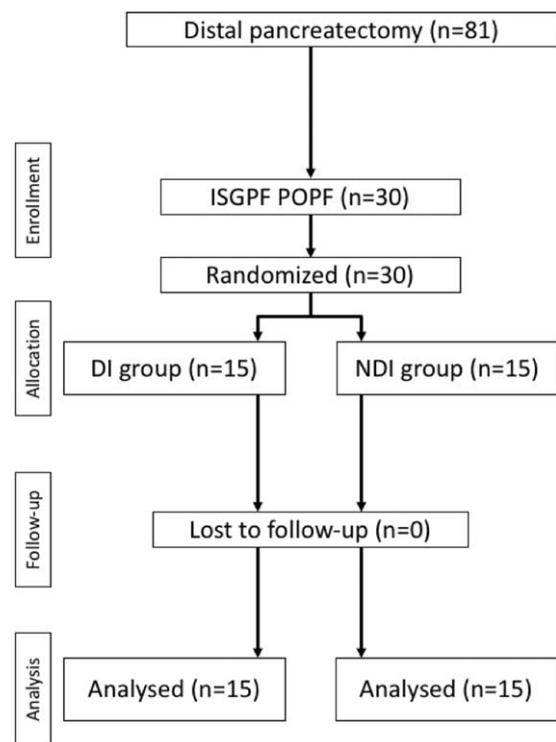 Distal pancreatectomy (n=81)
Enrollment
ISGPF POPF (n=30)
Randomized (n=30)
Allocation
DI group (n=15)
NDI group (n=15)
Follow-up
Lost to follow-up (n=0)
Analysis
Analysed (n=15)
Analysed (n=15)